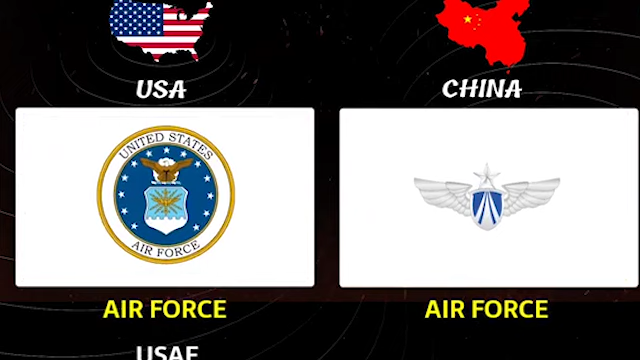 USA
CHINA
UNITED STATES
AIR FORCE
AIR FORCE
AIR FORCE
USAF